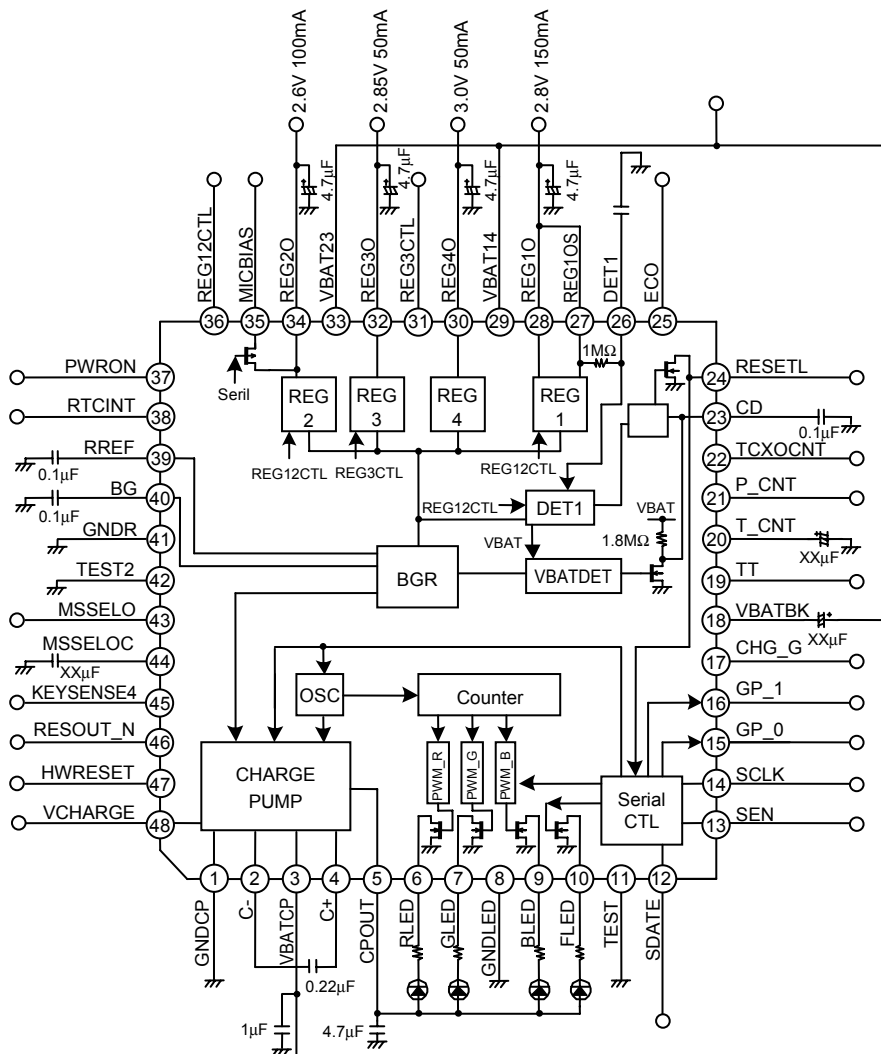 2.6V 100mA
2.85V 50mA
3.0V 50mA
2.8V 150mA
4.7μF
4.7μF
4.7μF
4.7μF
REG12CTL
MICBIAS
REG2O
VBAT23
REG3O
REG3CTL
REG4O
VBAT14
REG1O
REG1OS
DET1
ECO
36
35
34
33
32
31
30
29
28
27
26
25
PWRON
37
RTCINT
38
RREF
39
0.1μF
BG
40
0.1μF
GNDR
41
TEST2
42
MSSELO
43
MSSELOC
44
XXμF
KEYSENSE4
45
RESOUT_N
46
HWRESET
47
VCHARGE
48
Seril
REG 2
REG 3
REG 4
REG 1
1MΩ
REG12CTL
REG3CTL
REG12CTL
REG12CTL
DET1
VBAT
VBAT
1.8MΩ
BGR
VBATDET
OSC
Counter
PWM_R
PWM_G
PWM_B
CHARGE PUMP
Serial CTL
24
RESETL
23
CD
0.1μF
22
TCXOCNT
21
P_CNT
20
T_CNT
XXμF
19
TT
18
VBATBK
XXμF
17
CHG_G
16
GP_1
15
GP_0
14
SCLK
13
SEN
1
2
3
4
5
6
7
8
9
10
11
12
GNDCP
C-
VBATCP
C+
CPOUT
RLED
GLED
GNDLED
BLED
FLED
TEST
SDATE
0.22μF
1μF
4.7μF